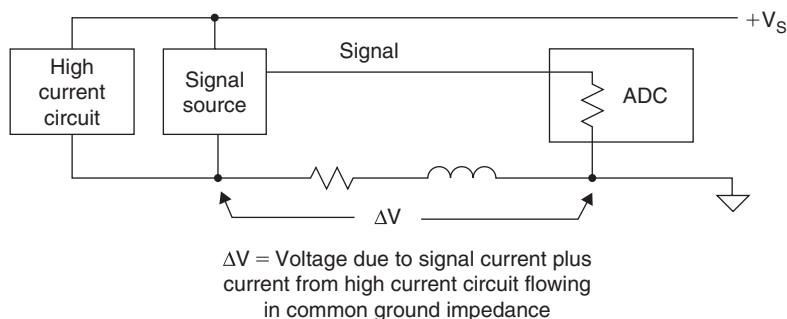 +VS
High
current
circuit
Signal
source
Signal
ADC
ΔV
ΔV = Voltage due to signal current plus
current from high current circuit flowing
in common ground impedance